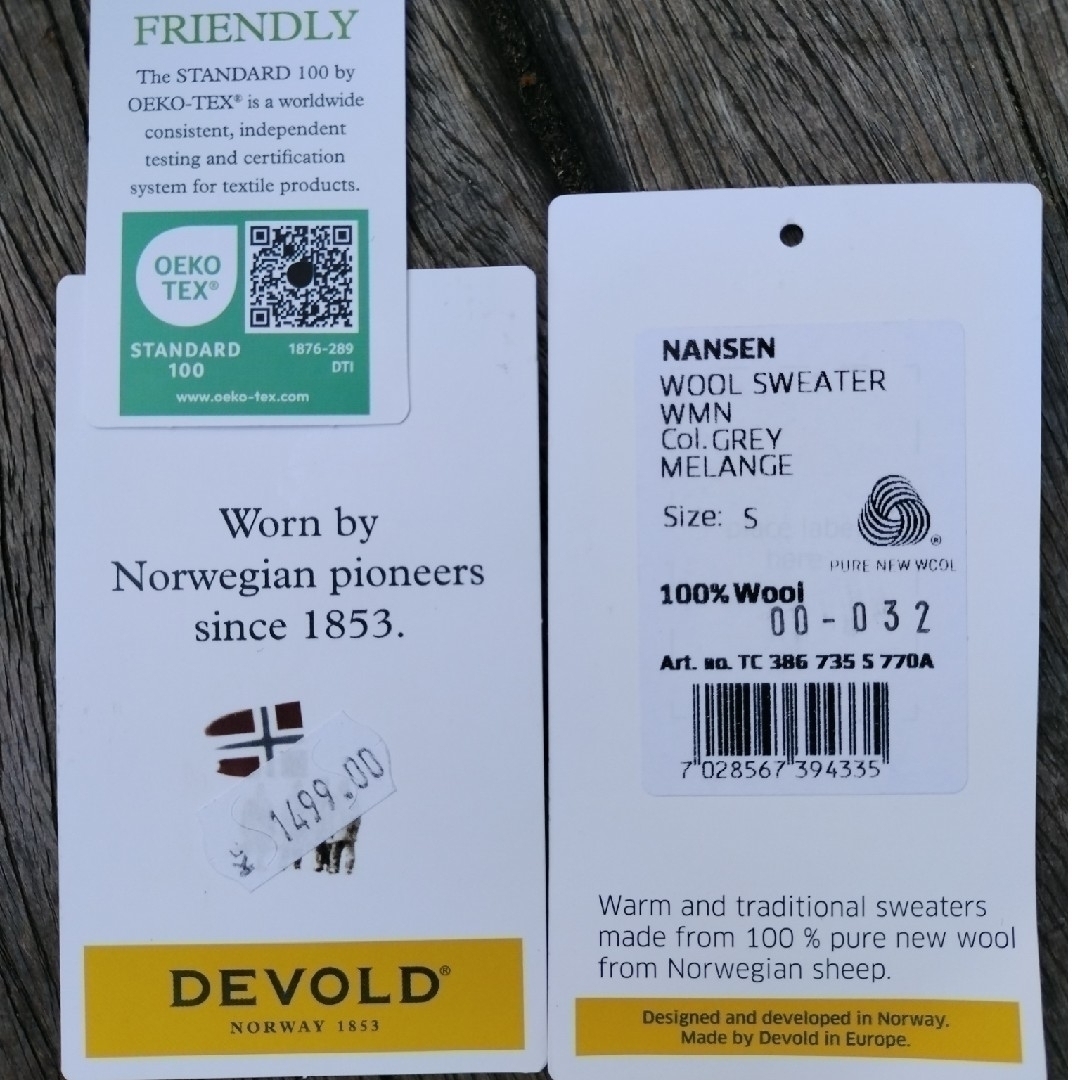 FRIENDLY
The STANDARD 100 by
OEKO-TEX® is a worldwide
consistent, independent
testing and certification
system for textile products.
OEKO
TEX®
STANDARD
100
1876-289
DTI
www.oeko-tex.com
Worn by
Norwegian pioneers
since 1853.
1499.00
DEVOLD®
NORWAY 1853
NANSEN
WOOL SWEATER
WMN
Col.GREY
MELANGE
Size: S
®
PURE NEW WOOL
100% Wool
00-032
Art. no. TC 386 735 S 770A
7 028567 394335
Warm and traditional sweaters
made from 100 % pure new wool
from Norwegian sheep.
Designed and developed in Norway.
Made by Devold in Europe.